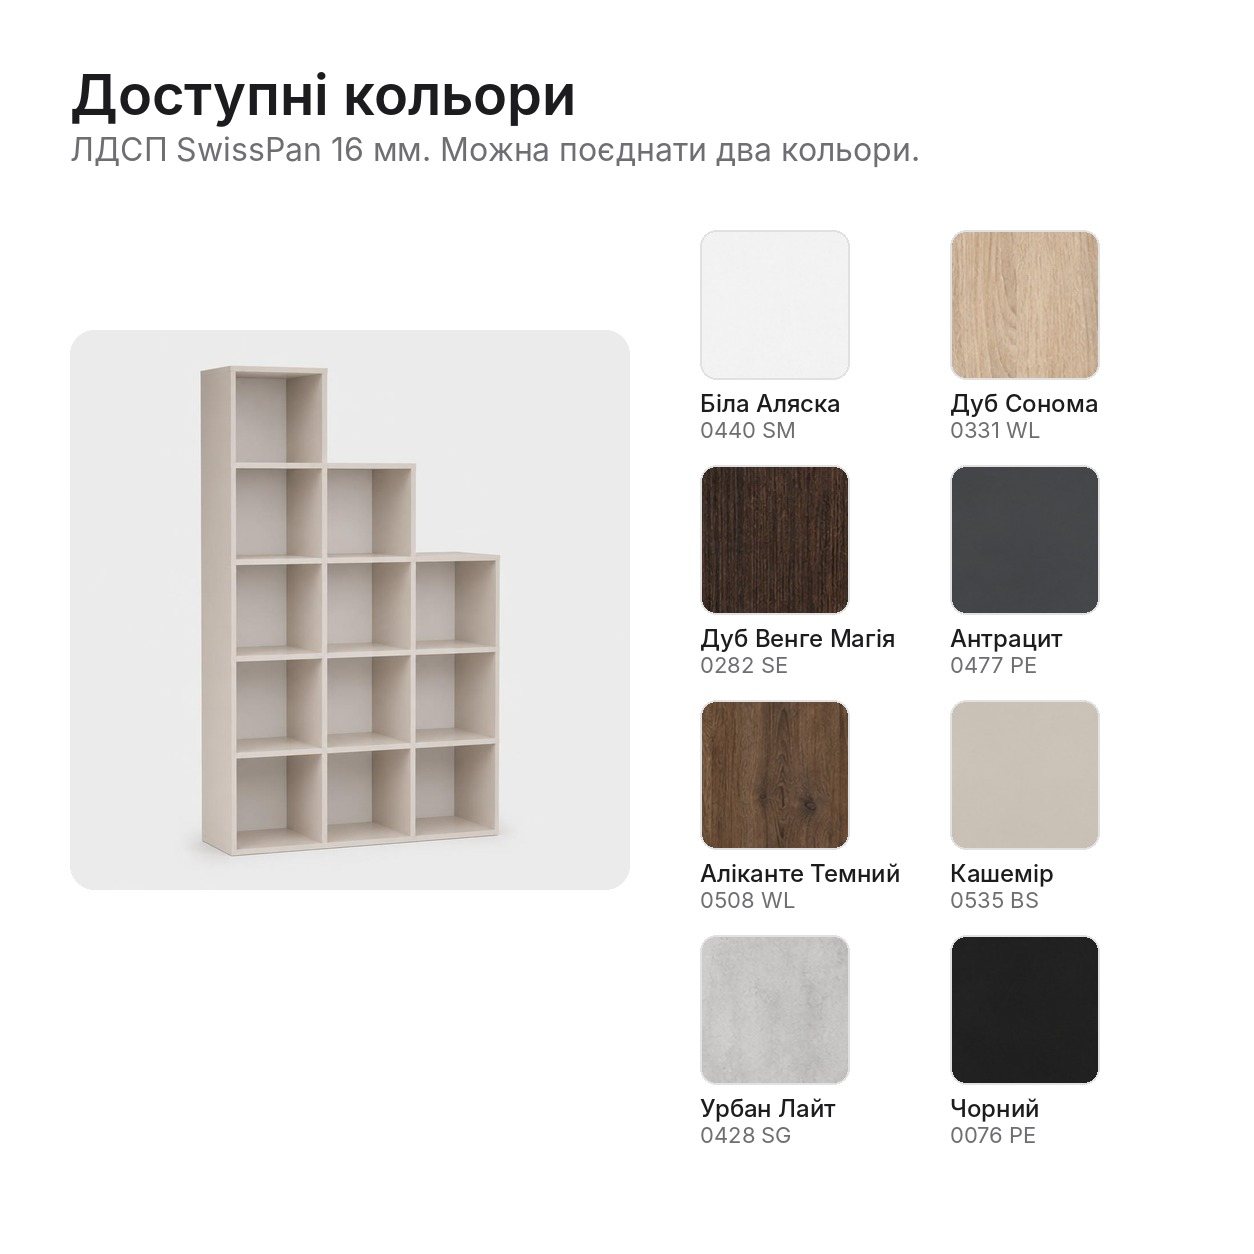 Доступні кольори
ЛДСП SwissPan 16 мм. Можна поєднати два кольори.
Біла Аляска
0440 SM
Дуб Сонома
0331 WL
Дуб Венге Магія
0282 SE
Антрацит
0477 PE
Аліканте Темний
0508 WL
Кашемір
0535 BS
Урбан Лайт
0428 SG
Чорний
0076 PE